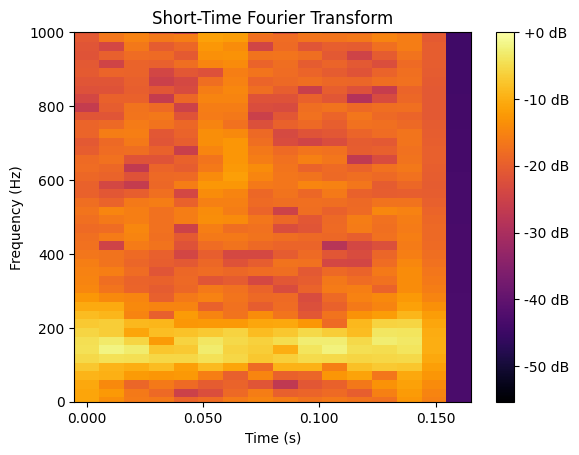 Short-Time Fourier Transform
1000
800
600
400
200
0
Frequency (Hz)
0.000
0.050
0.100
0.150
Time (s)
+0 dB
-10 dB
-20 dB
-30 dB
-40 dB
-50 dB